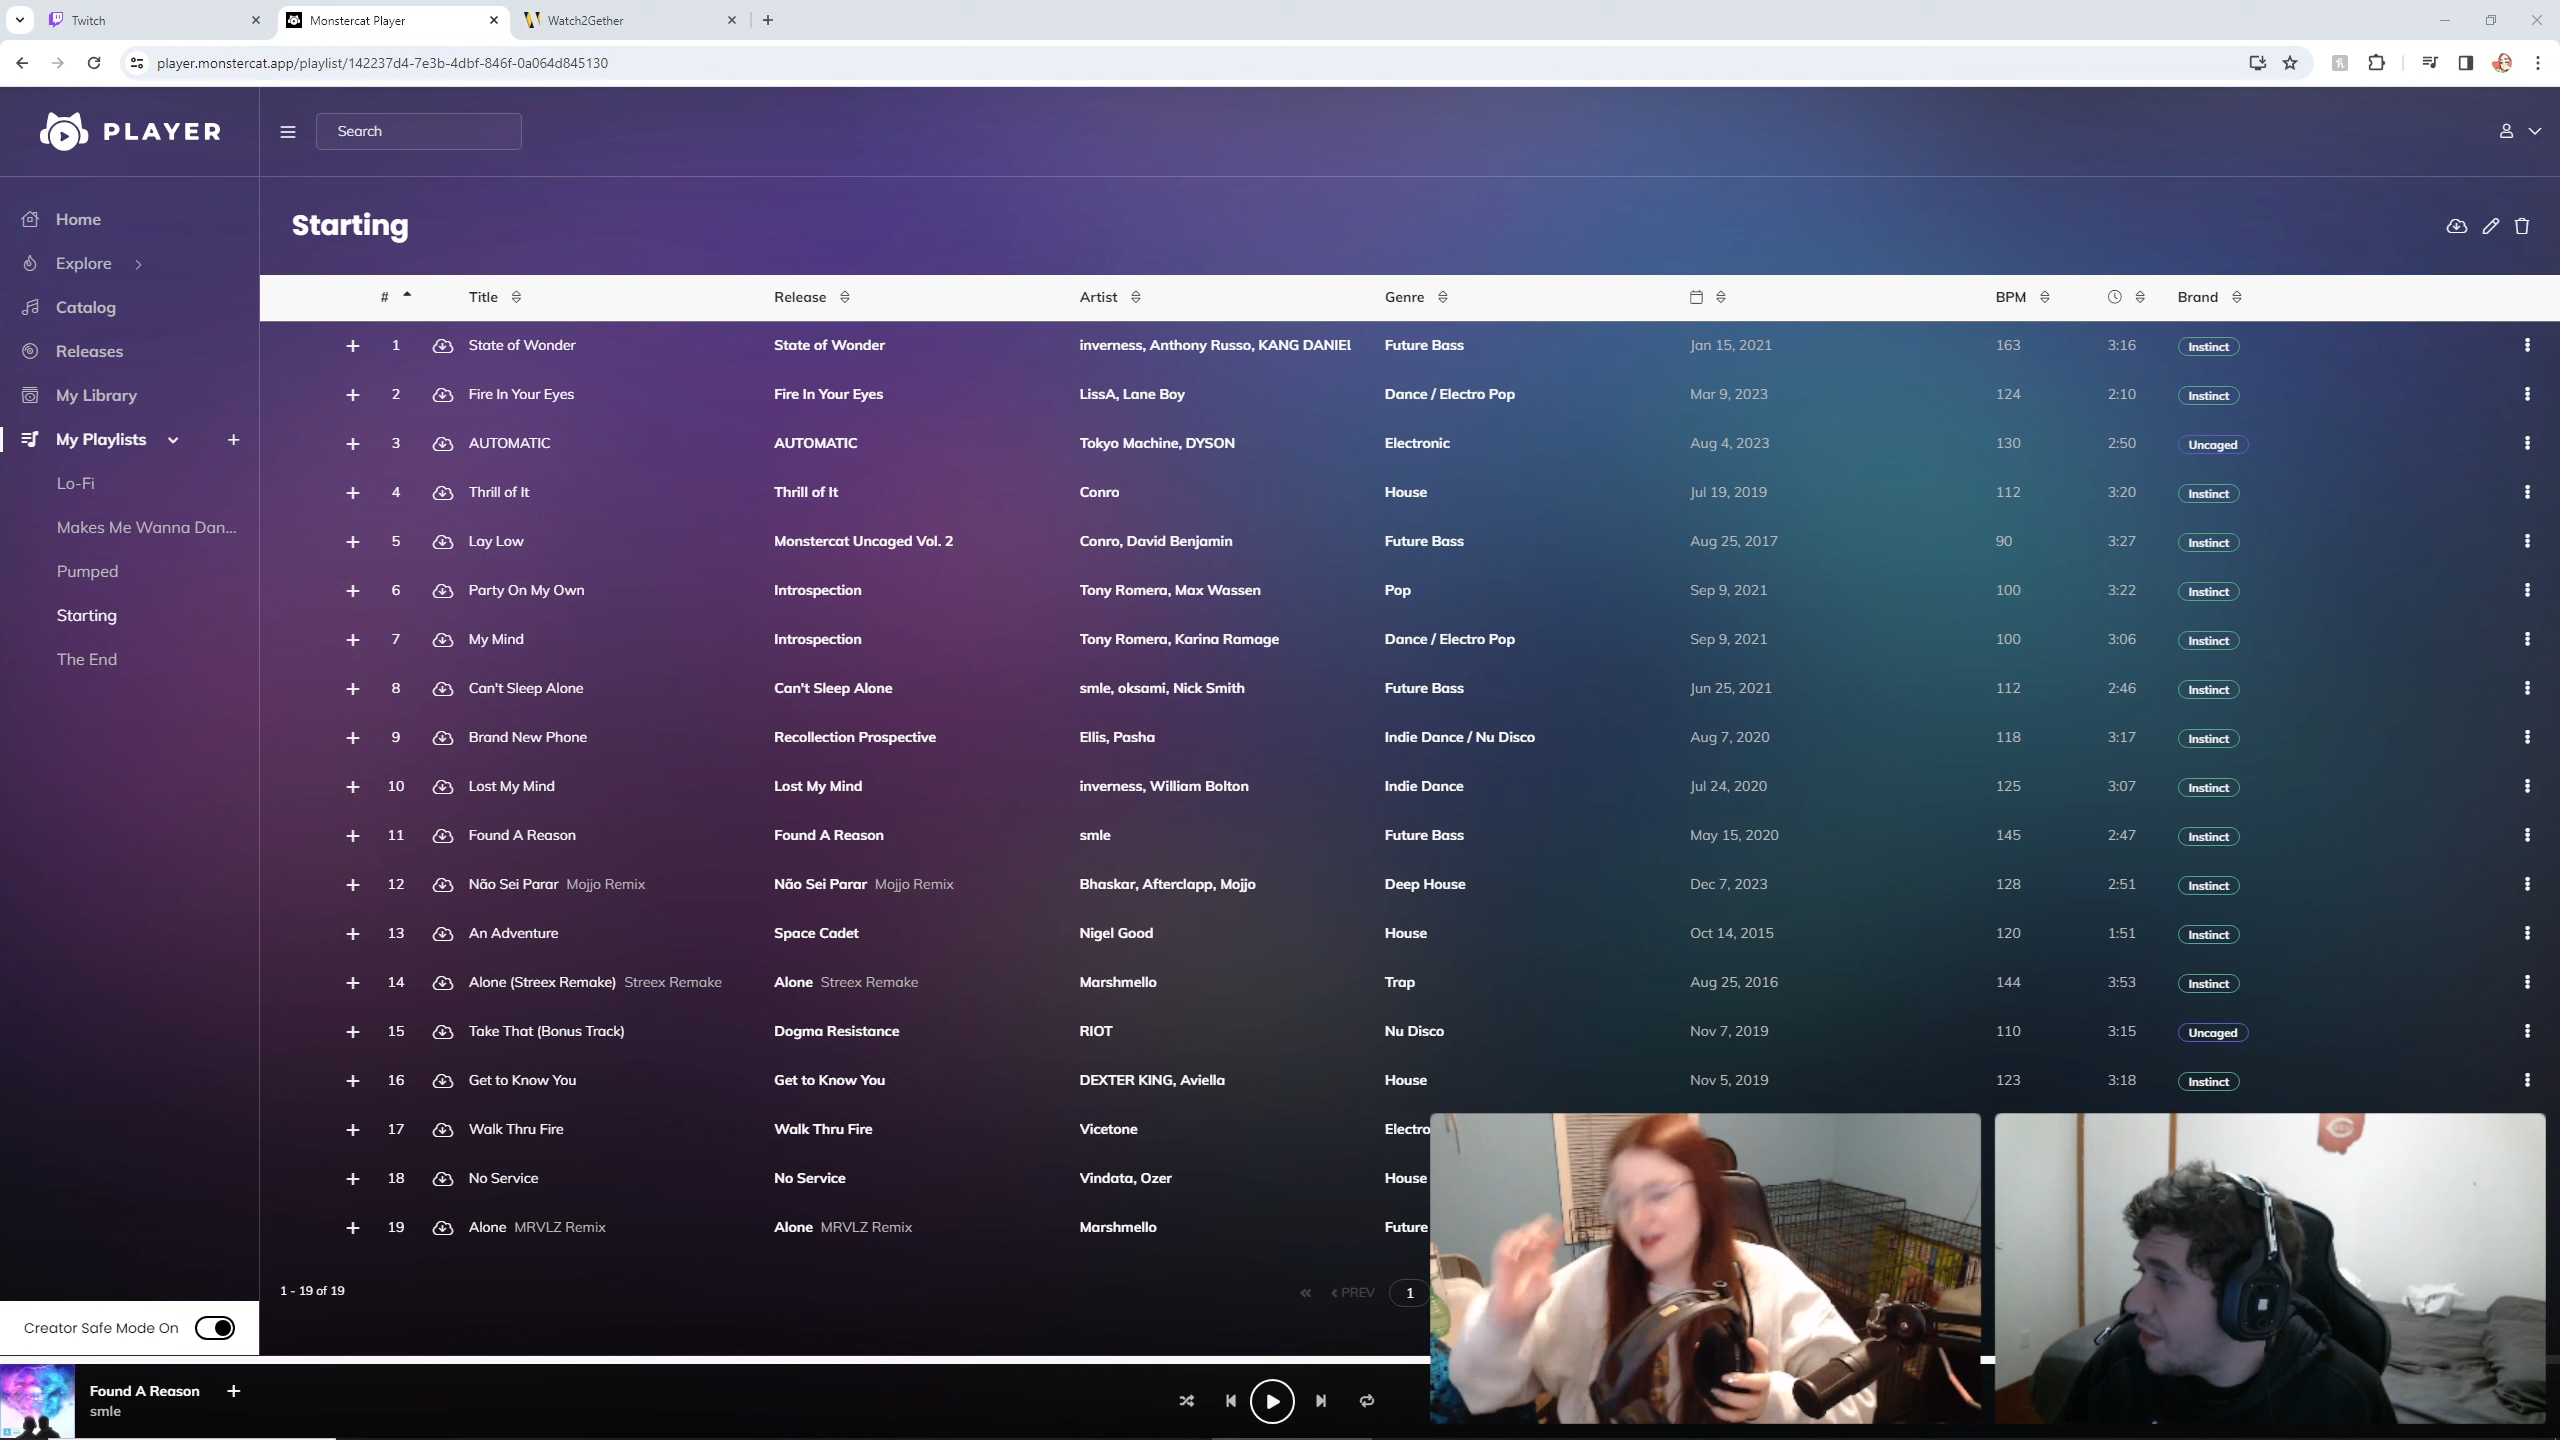 Twitch
Monstercat Player
Watch2Gether
player.monstercat.app/playlist/142237d4-7e3b-4dbf-846f-0a064d845130
PLAYER
Search
Home
Explore
Catalog
Releases
My Library
My Playlists
Lo-Fi
Makes Me Wanna Dan...
Pumped
Starting
The End
Starting
# Title Release Artist Genre BPM Brand
1 State of Wonder State of Wonder inverness, Anthony Russo, KANG DANIEL Future Bass Jan 15, 2021 163 3:16 Instinct
2 Fire In Your Eyes Fire In Your Eyes LissA, Lane Boy Dance / Electro Pop Mar 9, 2023 124 2:10 Instinct
3 AUTOMATIC AUTOMATIC Tokyo Machine, DYSON Electronic Aug 4, 2023 130 2:50 Uncaged
4 Thrill of It Thrill of It Conro House Jul 19, 2019 112 3:20 Instinct
5 Lay Low Monstercat Uncaged Vol. 2 Conro, David Benjamin Future Bass Aug 25, 2017 90 3:27 Instinct
6 Party On My Own Introspection Tony Romera, Max Wassen Pop Sep 9, 2021 100 3:22 Instinct
7 My Mind Introspection Tony Romera, Karina Ramage Dance / Electro Pop Sep 9, 2021 100 3:06 Instinct
8 Can't Sleep Alone Can't Sleep Alone smle, oksami, Nick Smith Future Bass Jun 25, 2021 112 2:46 Instinct
9 Brand New Phone Recollection Prospective Ellis, Pasha Indie Dance / Nu Disco Aug 7, 2020 118 3:17 Instinct
10 Lost My Mind Lost My Mind inverness, William Bolton Indie Dance Jul 24, 2020 125 3:07 Instinct
11 Found A Reason Found A Reason smle Future Bass May 15, 2020 145 2:47 Instinct
12 Não Sei Parar Mojjo Remix Não Sei Parar Mojjo Remix Bhaskar, Afterclapp, Mojjo Deep House Dec 7, 2023 128 2:51 Instinct
13 An Adventure Space Cadet Nigel Good House Oct 14, 2015 120 1:51 Instinct
14 Alone (Streex Remake) Streex Remake Alone Streex Remake Marshmello Trap Aug 25, 2016 144 3:53 Instinct
15 Take That (Bonus Track) Dogma Resistance RIOT Nu Disco Nov 7, 2019 110 3:15 Uncaged
16 Get to Know You Get to Know You DEXTER KING, Aviella House Nov 5, 2019 123 3:18 Instinct
17 Walk Thru Fire Walk Thru Fire Vicetone Electro
18 No Service No Service Vindata, Ozer House
19 Alone MRVLZ Remix Alone MRVLZ Remix Marshmello Future
1 - 19 of 19
PREV 1
Creator Safe Mode On
Found A Reason
smle